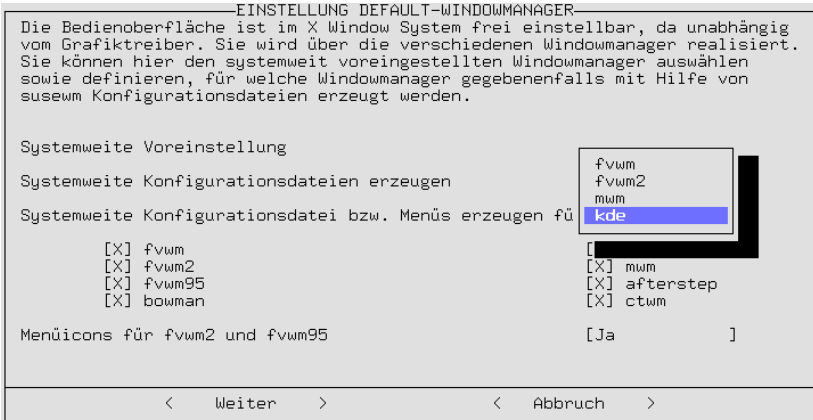 EINSTELLUNG DEFAULT-WINDOWMANAGER
Die Bedienoberfläche ist im X Window System frei einstellbar, da unabhängig
vom Grafiktreiber. Sie wird über die verschiedenen Windowmanager realisiert.
Sie können hier den systemweit voreingestellten Windowmanager auswählen
sowie definieren, für welche Windowmanager gegebenenfalls mit Hilfe von
susewm Konfigurationsdateien erzeugt werden.
Systemweite Voreinstellung
fvwm
Systemweite Konfigurationsdateien erzeugen fvwm2
mwm
Systemweite Konfigurationsdatei bzw. Menüs erzeugen fü kde
[X] fvwm [
[X] fvwm2 [X] mwm
[X] fvwm95 [X] afterstep
[X] bowman [X] ctwm
Menüicons für fvwm2 und fvwm95 [Ja ]
< Weiter > < Abbruch >